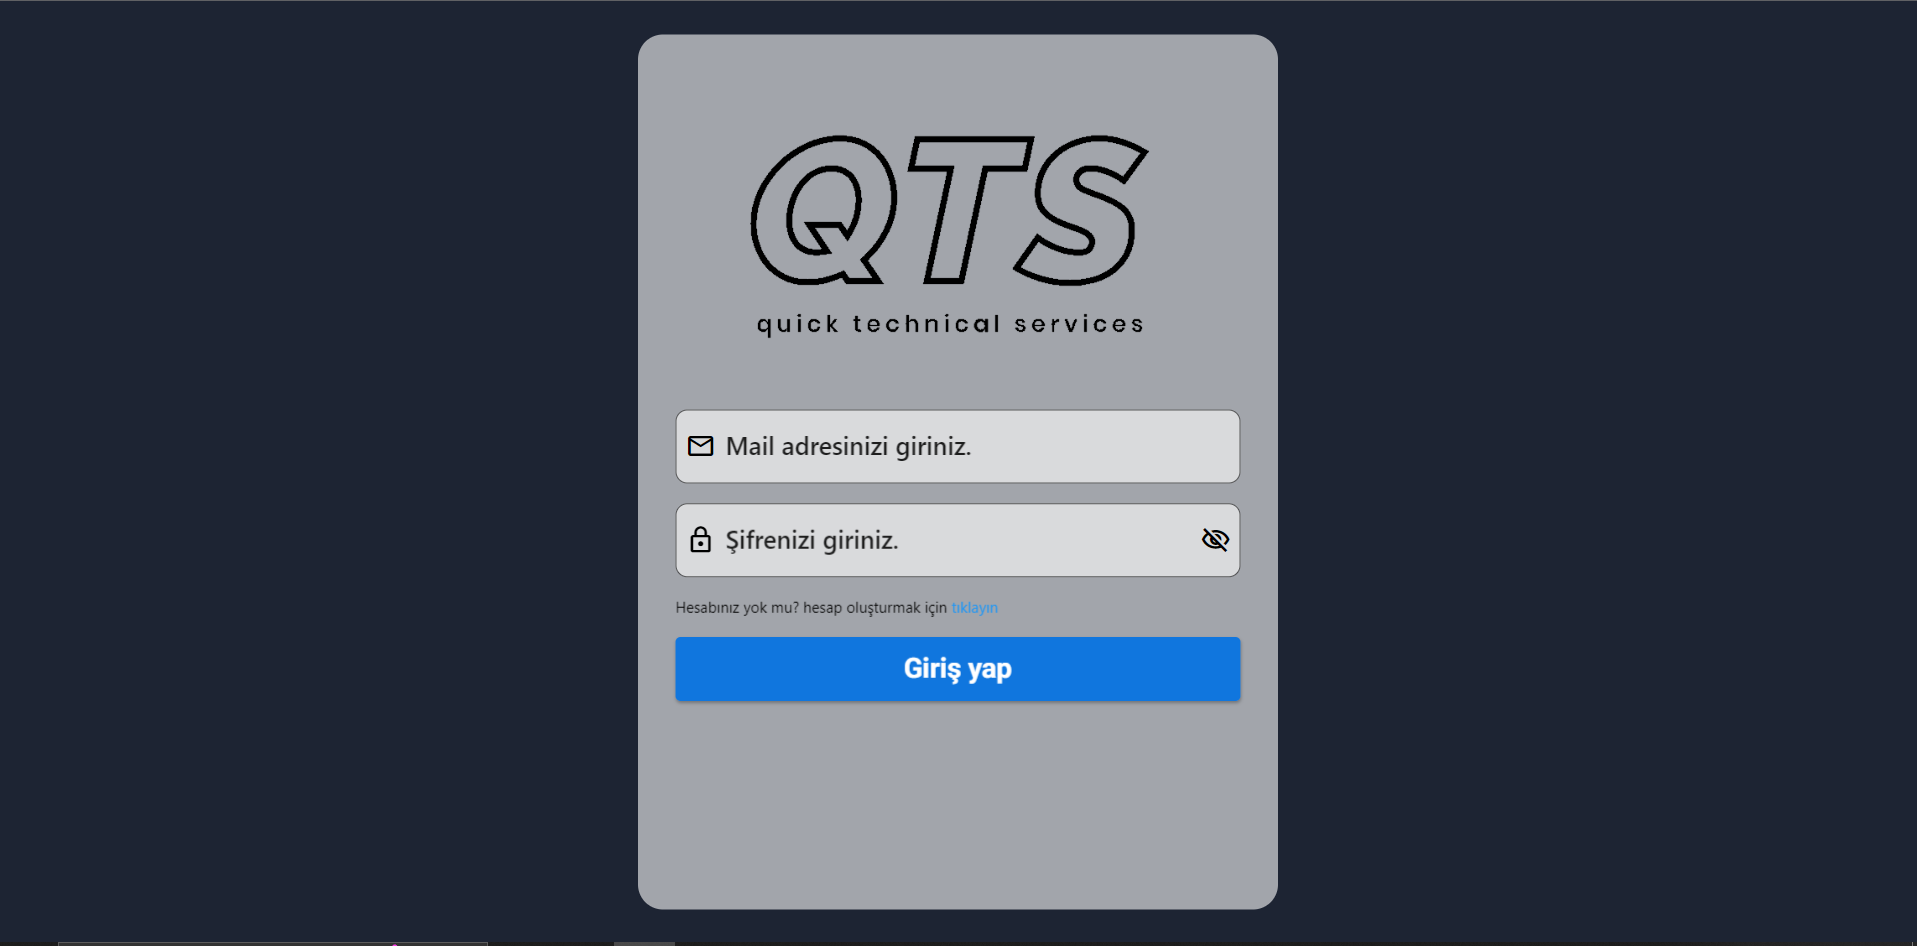 QTS
quick technical services
Mail adresinizi giriniz.
Şifrenizi giriniz.
Hesabınız yok mu? hesap oluşturmak için tıklayın
Giriş yap